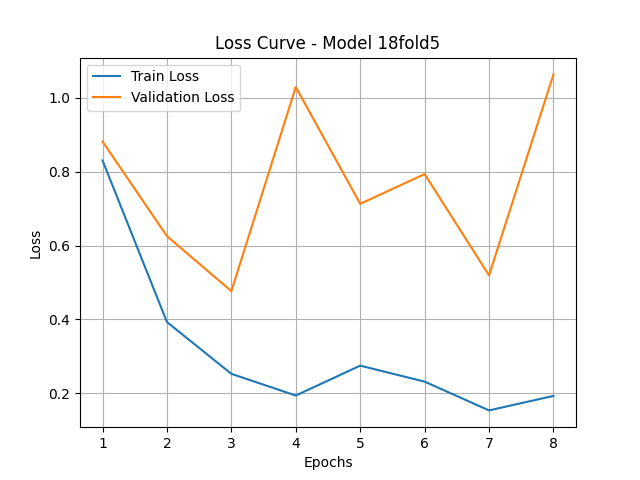 Loss Curve - Model 18fold5
Train Loss
Validation Loss
1.0
0.8
0.6
0.4
0.2
Loss
1 2 3 4 5 6 7 8
Epochs